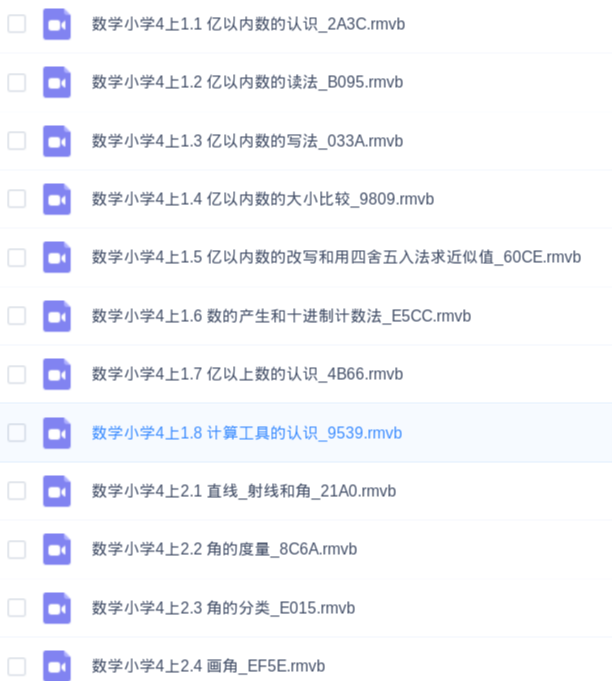 数学小学4上1.1 亿以内数的认识_2A3C.rmvb
数学小学4上1.2 亿以内数的读法_B095.rmvb
数学小学4上1.3 亿以内数的写法_033A.rmvb
数学小学4上1.4 亿以内数的大小比较_9809.rmvb
数学小学4上1.5 亿以内数的改写和用四舍五入法求近似值_60CE.rmvb
数学小学4上1.6 数的产生和十进制计数法_E5CC.rmvb
数学小学4上1.7 亿以上数的认识_4B66.rmvb
数学小学4上1.8 计算工具的认识_9539.rmvb
数学小学4上2.1 直线_射线和角_21A0.rmvb
数学小学4上2.2 角的度量_8C6A.rmvb
数学小学4上2.3 角的分类_E015.rmvb
数学小学4上2.4 画角_EF5E.rmvb